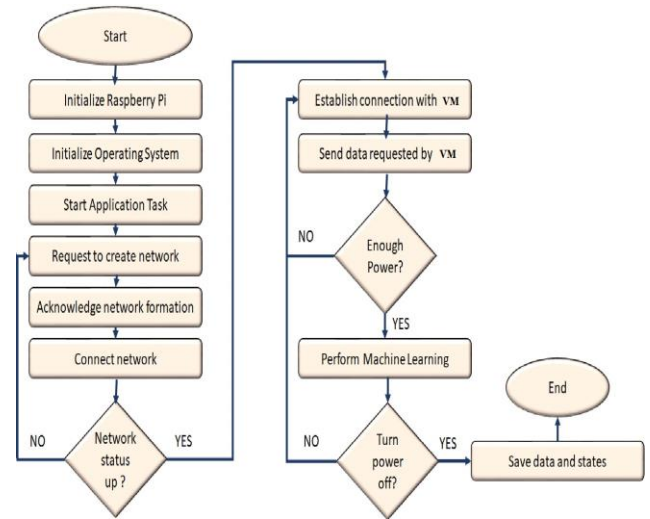 Start
Initialize Raspberry Pi
Initialize Operating System
Start Application Task
Request to create network
Acknowledge network formation
Connect network
NO
Network
status
up ?
YES
Establish connection with VM
Send data requested by VM
NO
Enough
Power?
YES
Perform Machine Learning
NO
Turn
power
off?
YES
Save data and states
End